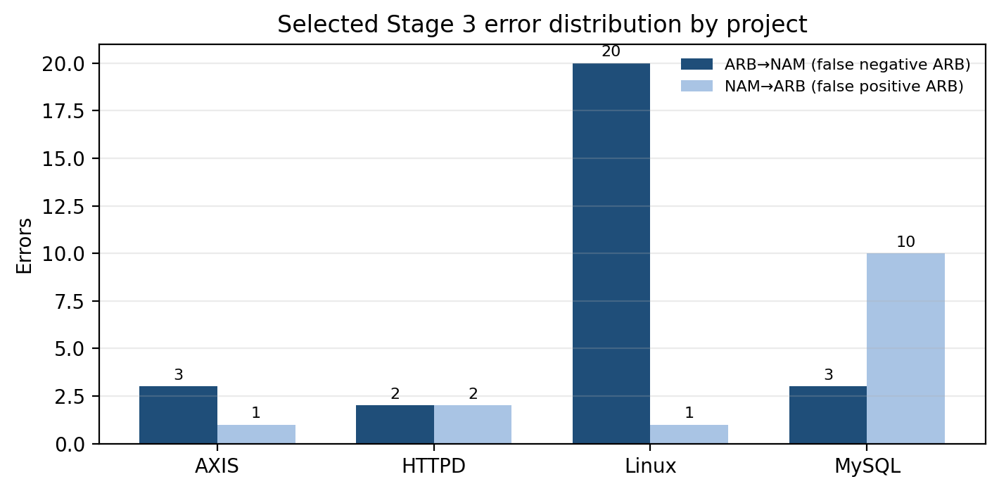 Selected Stage 3 error distribution by project
ARB→NAM (false negative ARB)
NAM→ARB (false positive ARB)
Errors
20.0
17.5
15.0
12.5
10.0
7.5
5.0
2.5
0.0
3
1
2
2
20
1
3
10
AXIS
HTTPD
Linux
MySQL